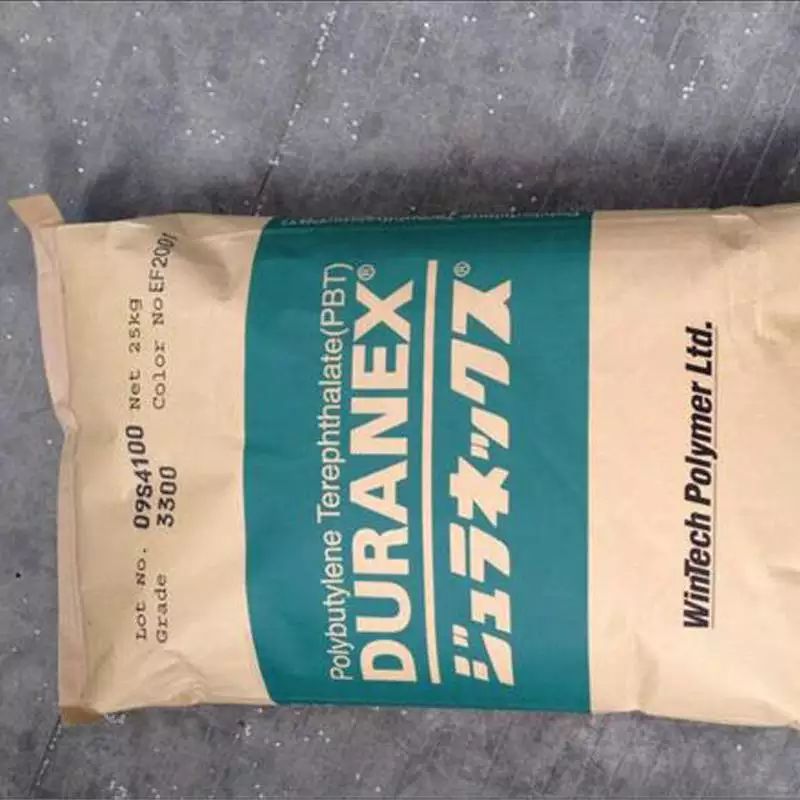 Lot No. 09S4100 Net 25kg
Grade 3300 Color No EF2001
Polybutylene Terephthalate(PBT)
DURANEX®
ジュラネックス®
WinTech Polymer Ltd.